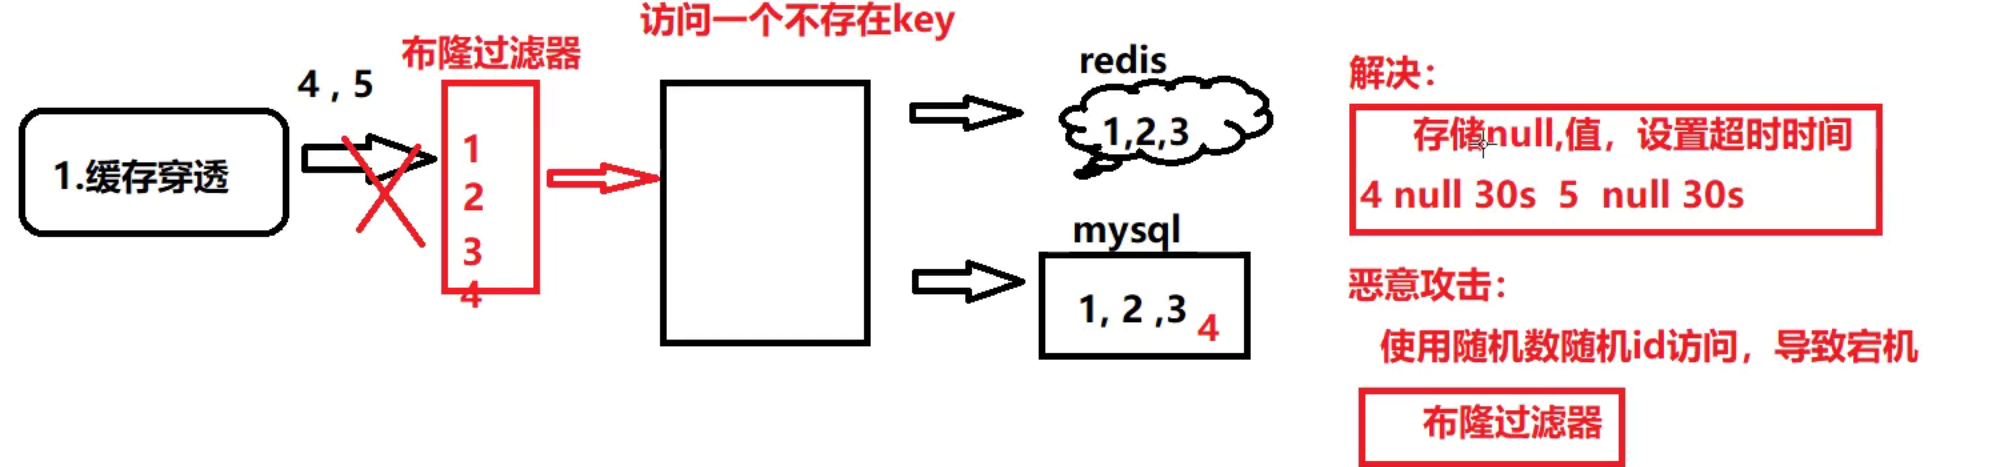 访问一个不存在key
布隆过滤器
4 , 5
1.缓存穿透
1
2
3
4
redis
1,2,3
mysql
1, 2 ,3 4
解决：
存储null,值，设置超时时间
4 null 30s 5 null 30s
恶意攻击：
使用随机数随机id访问，导致宕机
布隆过滤器